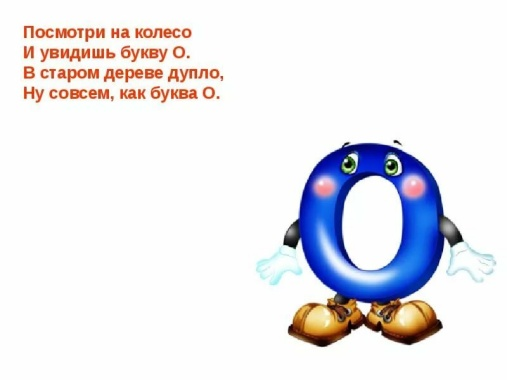 Посмотри на колесо
И увидишь букву О.
В старом дереве дупло,
Ну совсем, как буква О.